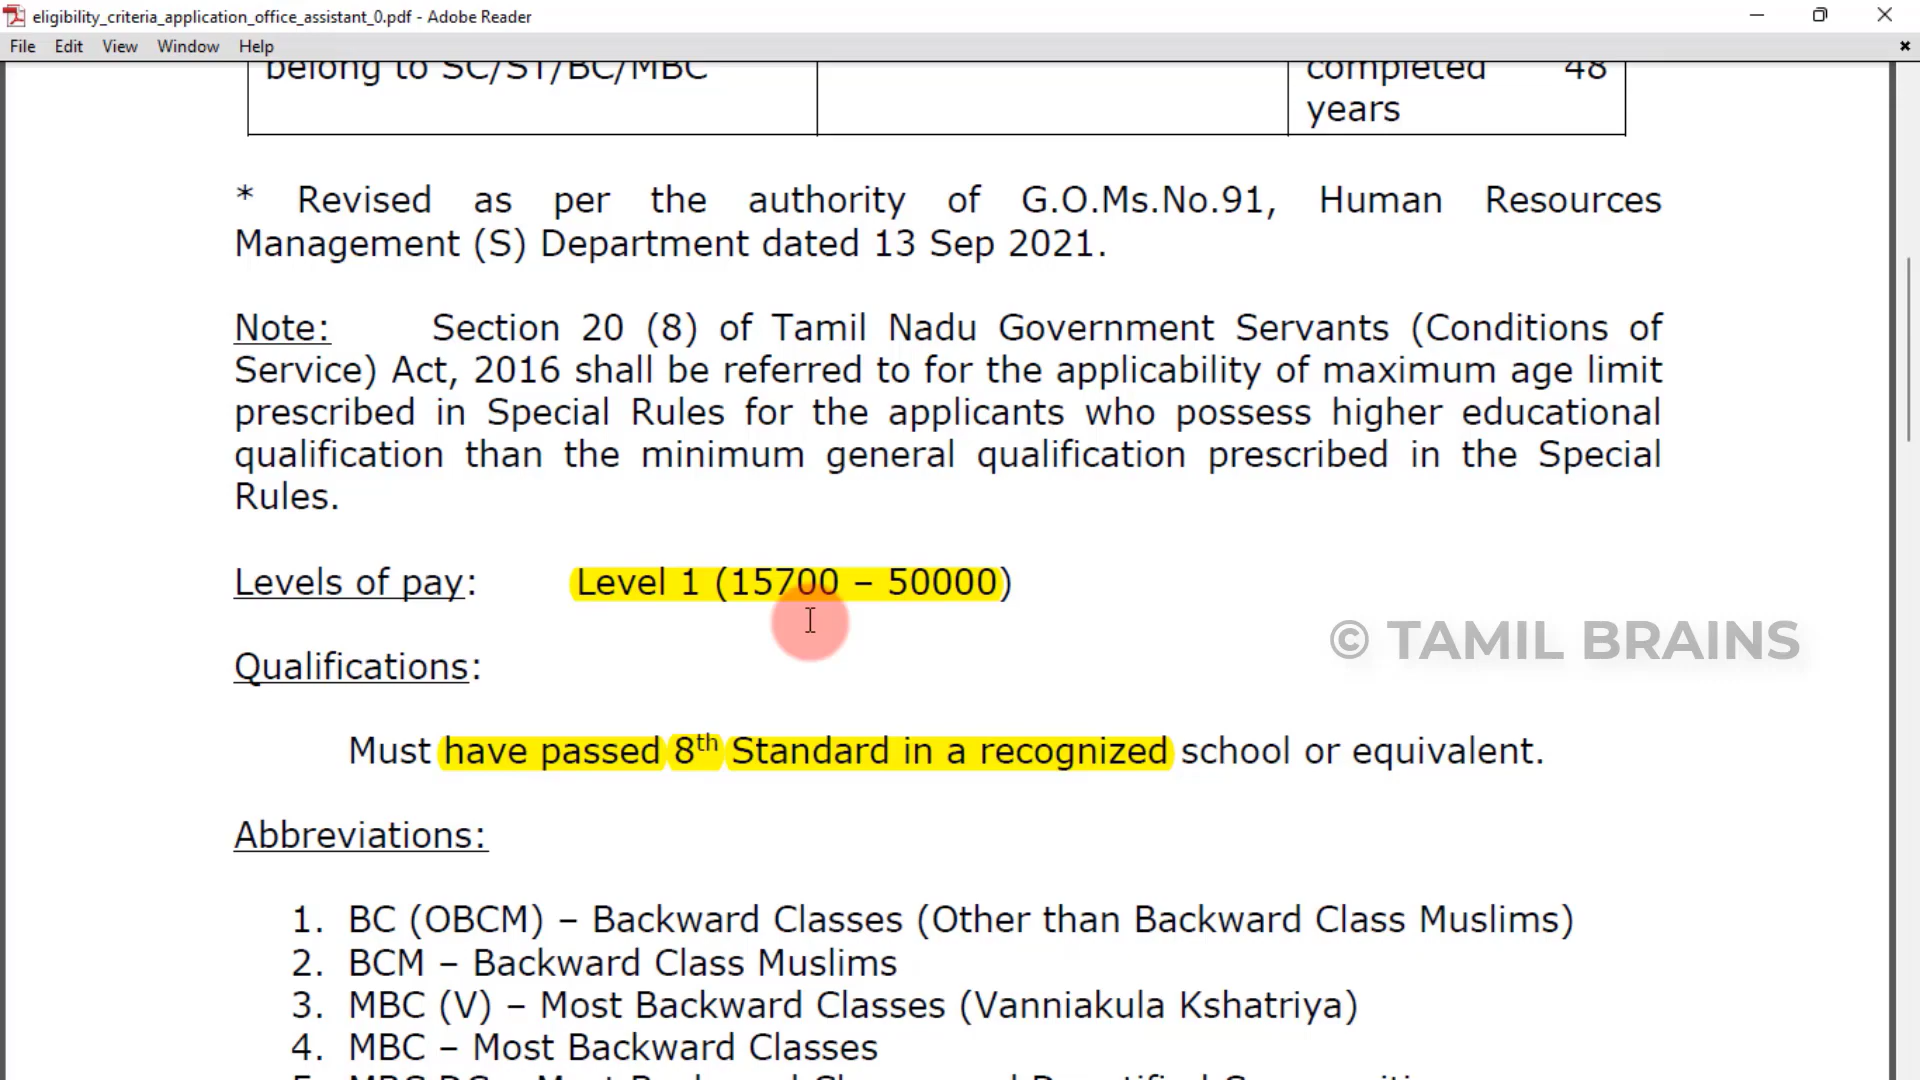 eligibility_criteria_application_office_assistant_0.pdf - Adobe Reader
File Edit View Window Help
belong to SC/ST/BC/MBC completed 48
years
* Revised as per the authority of G.O.Ms.No.91, Human Resources
Management (S) Department dated 13 Sep 2021.
Note: Section 20 (8) of Tamil Nadu Government Servants (Conditions of
Service) Act, 2016 shall be referred to for the applicability of maximum age limit
prescribed in Special Rules for the applicants who possess higher educational
qualification than the minimum general qualification prescribed in the Special
Rules.
Levels of pay: Level 1 (15700 – 50000)
© TAMIL BRAINS
Qualifications:
Must have passed 8th Standard in a recognized school or equivalent.
Abbreviations:
1. BC (OBCM) – Backward Classes (Other than Backward Class Muslims)
2. BCM – Backward Class Muslims
3. MBC (V) – Most Backward Classes (Vanniakula Kshatriya)
4. MBC – Most Backward Classes